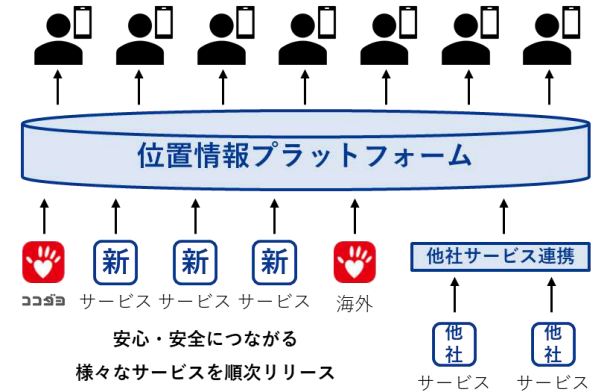 位置情報プラットフォーム
新
新
新
他社サービス連携
ココダヨ
サービス
サービス
サービス
海外
安心・安全につながる
様々なサービスを順次リリース
他
社
他
社
サービス
サービス